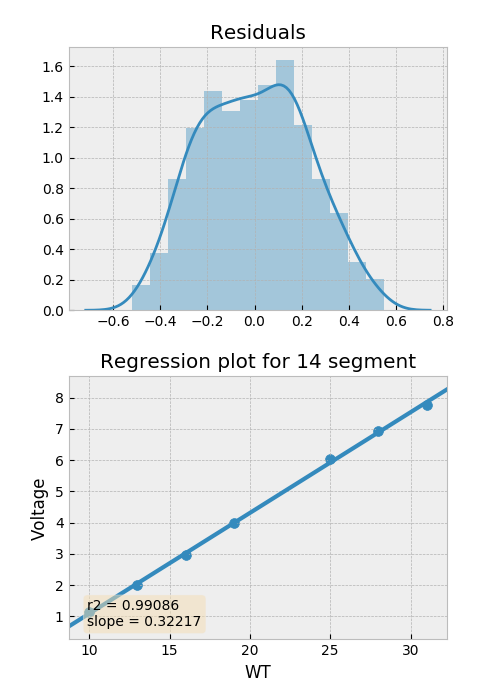 Residuals
1.6
1.4
1.2
1.0
0.8
0.6
0.4
0.2
0.0
−0.6 −0.4 −0.2 0.0 0.2 0.4 0.6 0.8
Regression plot for 14 segment
8
7
6
5
4
3
2
1
Voltage
r2 = 0.99086
slope = 0.32217
10 15 20 25 30
WT